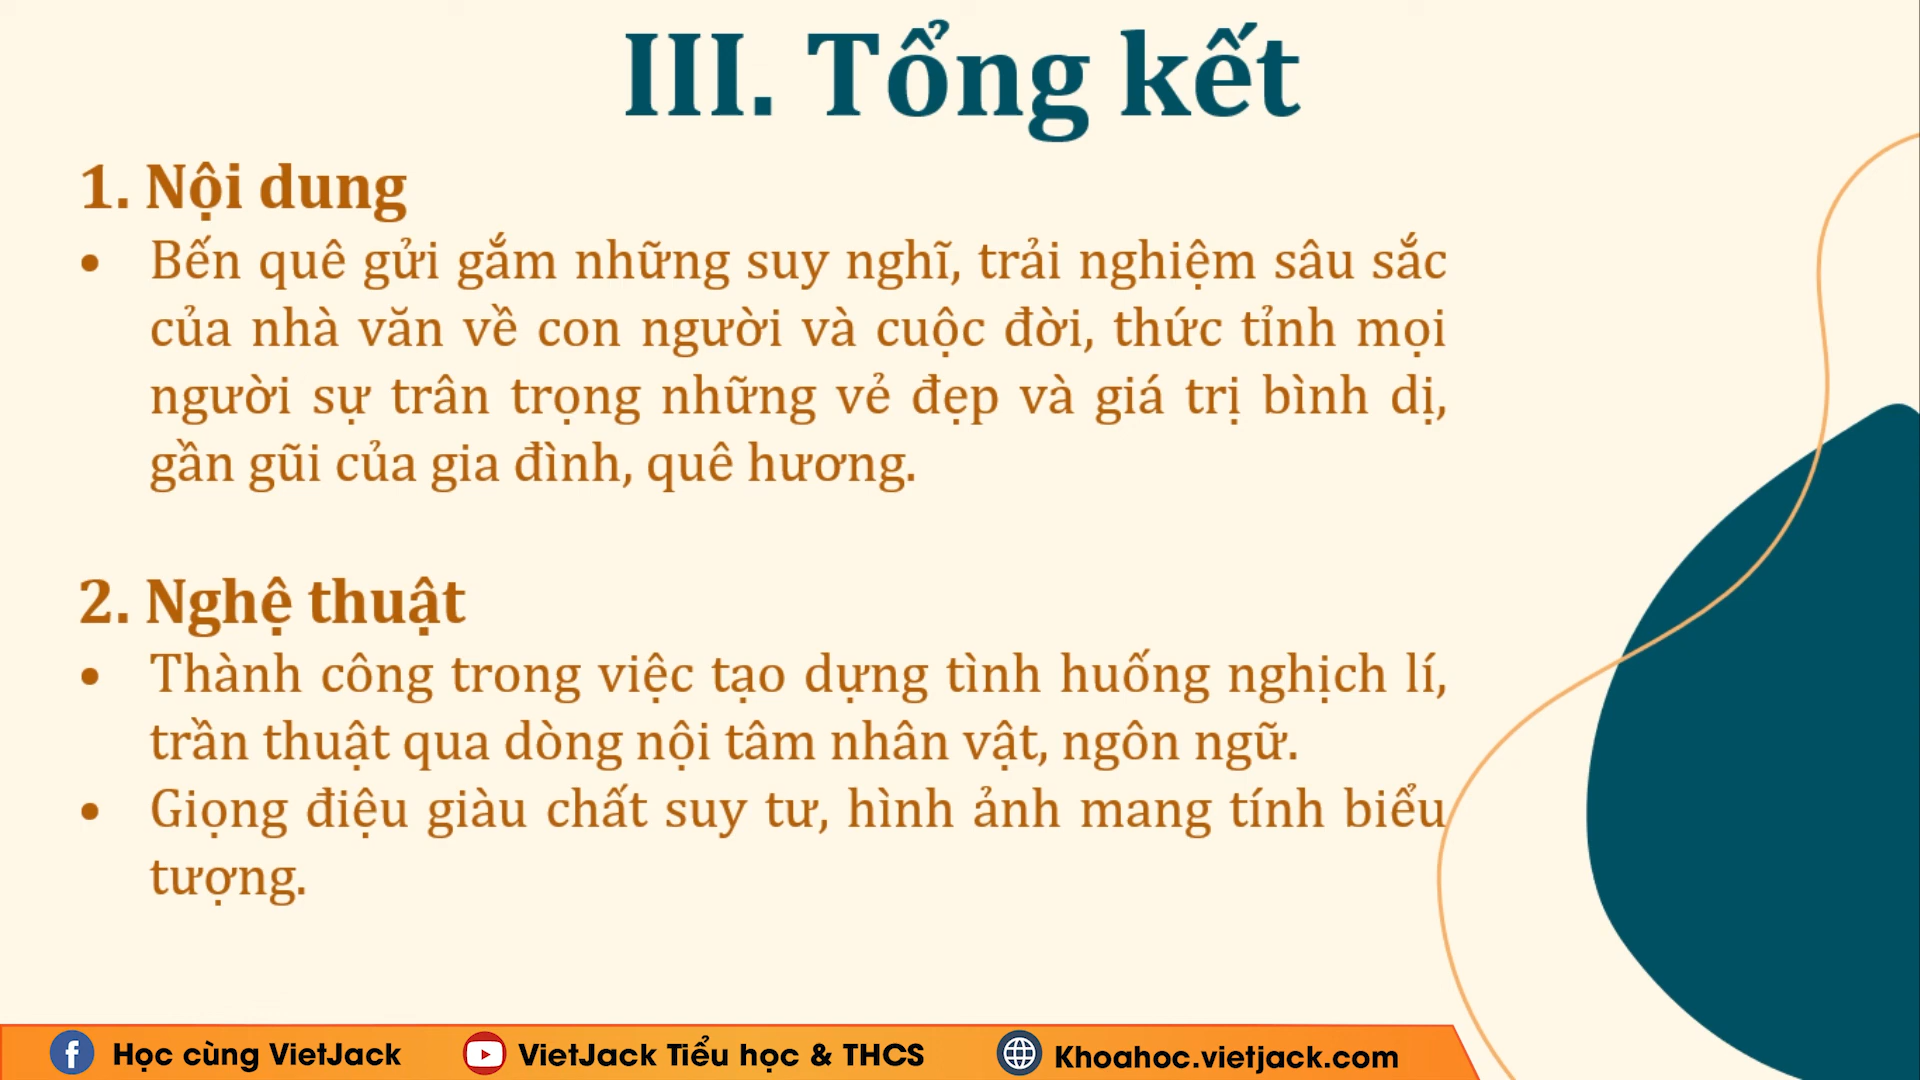 III. Tổng kết
1. Nội dung
• Bến quê gửi gắm những suy nghĩ, trải nghiệm sâu sắc
của nhà văn về con người và cuộc đời, thức tỉnh mọi
người sự trân trọng những vẻ đẹp và giá trị bình dị,
gần gũi của gia đình, quê hương.
2. Nghệ thuật
• Thành công trong việc tạo dựng tình huống nghịch lí,
trần thuật qua dòng nội tâm nhân vật, ngôn ngữ.
• Giọng điệu giàu chất suy tư, hình ảnh mang tính biểu
tượng.
Học cùng VietJack VietJack Tiểu học & THCS Khoahoc.vietjack.com